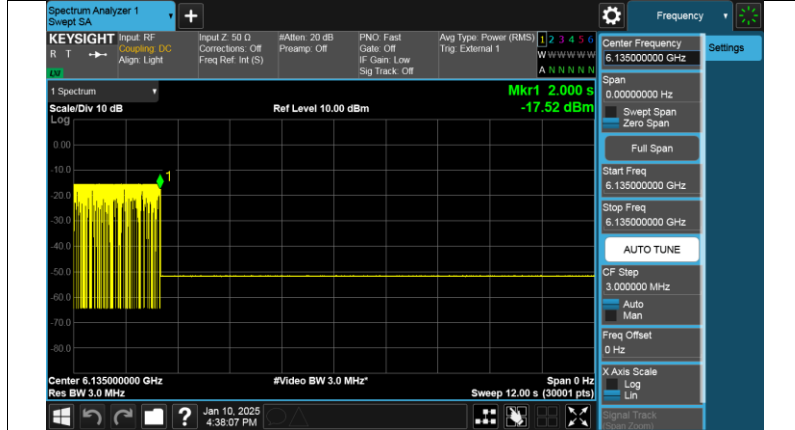 Spectrum Analyzer 1
Swept SA
+
Frequency
KEYSIGHT
R T
LXI
Input: RF
Coupling: DC
Align: Light
Input Z: 50 Ω
Corrections: Off
Freq Ref: Int (S)
#Atten: 20 dB
Preamp: Off
PNO: Fast
Gate: Off
IF Gain: Low
Sig Track: Off
Avg Type: Power (RMS)
Trig: External 1
1 2 3 4 5 6
W W W W W W
A N N N N N
Center Frequency
6.135000000 GHz
Settings
Span
0.00000000 Hz
Swept Span
Zero Span
Full Span
Start Freq
6.135000000 GHz
Stop Freq
6.135000000 GHz
AUTO TUNE
CF Step
3.000000 MHz
Auto
Man
Freq Offset
0 Hz
X Axis Scale
Log
Lin
Signal Track
(Span Zoom)
1 Spectrum
Scale/Div 10 dB
Ref Level 10.00 dBm
Mkr1 2.000 s
-17.52 dBm
Log
0.00
-10.0
-20.0
-30.0
-40.0
-50.0
-60.0
-70.0
-80.0
1
Center 6.135000000 GHz
Res BW 3.0 MHz
#Video BW 3.0 MHz*
Span 0 Hz
Sweep 12.00 s (30001 pts)
?
Jan 10, 2025
4:38:07 PM